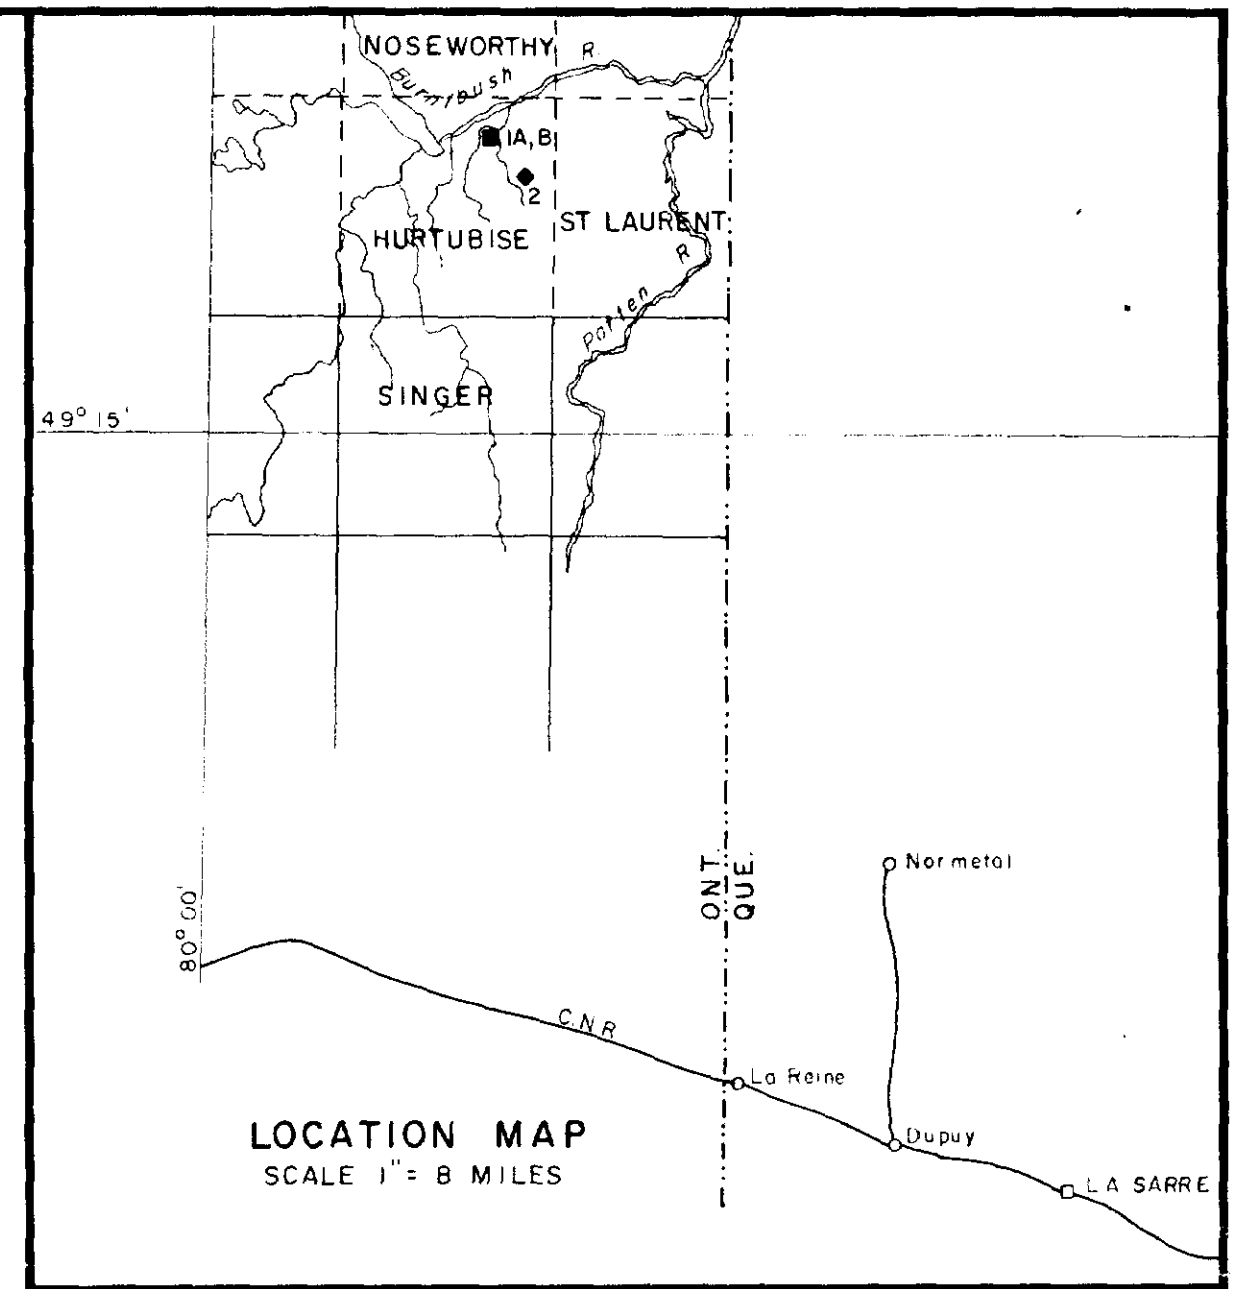 NOSEWORTHY
Burntbush R.
1A, B
2
HURTUBISE
ST LAURENT
Patten R
SINGER
49° 15'
80° 00'
ONT.
QUE.
Normetal
C.N.R
La Reine
Dupuy
LA SARRE
LOCATION MAP
SCALE 1" = 8 MILES